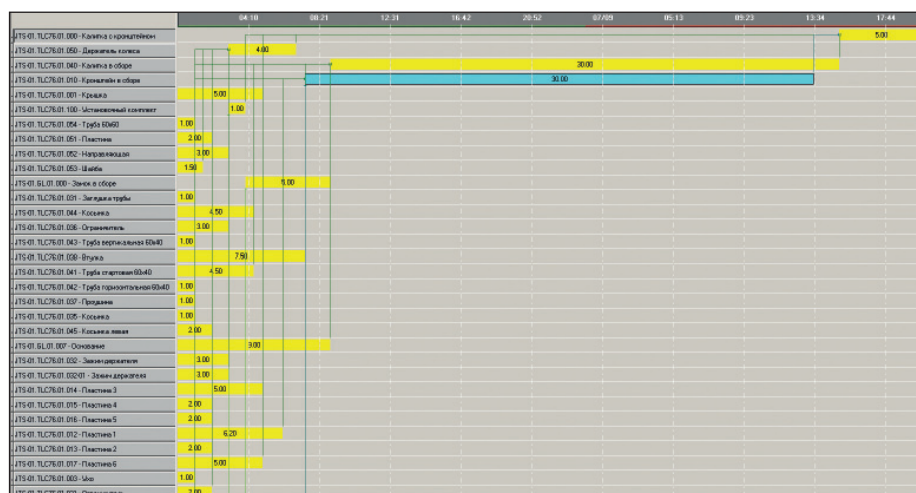 04:10 08:21 12:31 16:42 20:52 07/09 05:13 09:23 13:34 17:44
JTS-01.TLC76.01.000 - Калитка с кронштейном 5.00
JTS-01.TLC76.01.050 - Держатель колеса 4.00
JTS-01.TLC76.01.040 - Калитка в сборе 30.00
JTS-01.TLC76.01.010 - Кронштейн в сборе 30.00
JTS-01.TLC76.01.001 - Крышка 5.00
JTS-01.TLC76.01.100 - Установочный комплект 1.00
JTS-01.TLC76.01.054 - Труба 60x60 1.00
JTS-01.TLC76.01.051 - Пластина 2.00
JTS-01.TLC76.01.052 - Направляющая 3.00
JTS-01.TLC76.01.053 - Шайба 1.50
JTS-01.GL.01.000 - Замок в сборе
JTS-01.TLC76.01.031 - Заглушка трубы 1.00
JTS-01.TLC76.01.044 - Косынка 4.50
JTS-01.TLC76.01.036 - Ограничитель 3.00
JTS-01.TLC76.01.043 - Труба вертикальная 60x40 1.00
JTS-01.TLC76.01.038 - Втулка 7.50
JTS-01.TLC76.01.041 - Труба стартовая 60x40 4.50
JTS-01.TLC76.01.042 - Труба горизонтальная 60x40 1.00
JTS-01.TLC76.01.037 - Проушина 1.00
JTS-01.TLC76.01.035 - Косынка 1.00
JTS-01.TLC76.01.045 - Косынка левая 2.00
JTS-01.GL.01.007 - Основание 9.00
JTS-01.TLC76.01.032 - Зажим держателя 3.00
JTS-01.TLC76.01.032-01 - Зажим держателя 3.00
JTS-01.TLC76.01.014 - Пластина 3 5.00
JTS-01.TLC76.01.015 - Пластина 4 2.00
JTS-01.TLC76.01.016 - Пластина 5 2.00
JTS-01.TLC76.01.012 - Пластина 1 6.20
JTS-01.TLC76.01.013 - Пластина 2 2.00
JTS-01.TLC76.01.017 - Пластина 6 5.00
JTS-01.TLC76.01.003 - Ухо 1.00